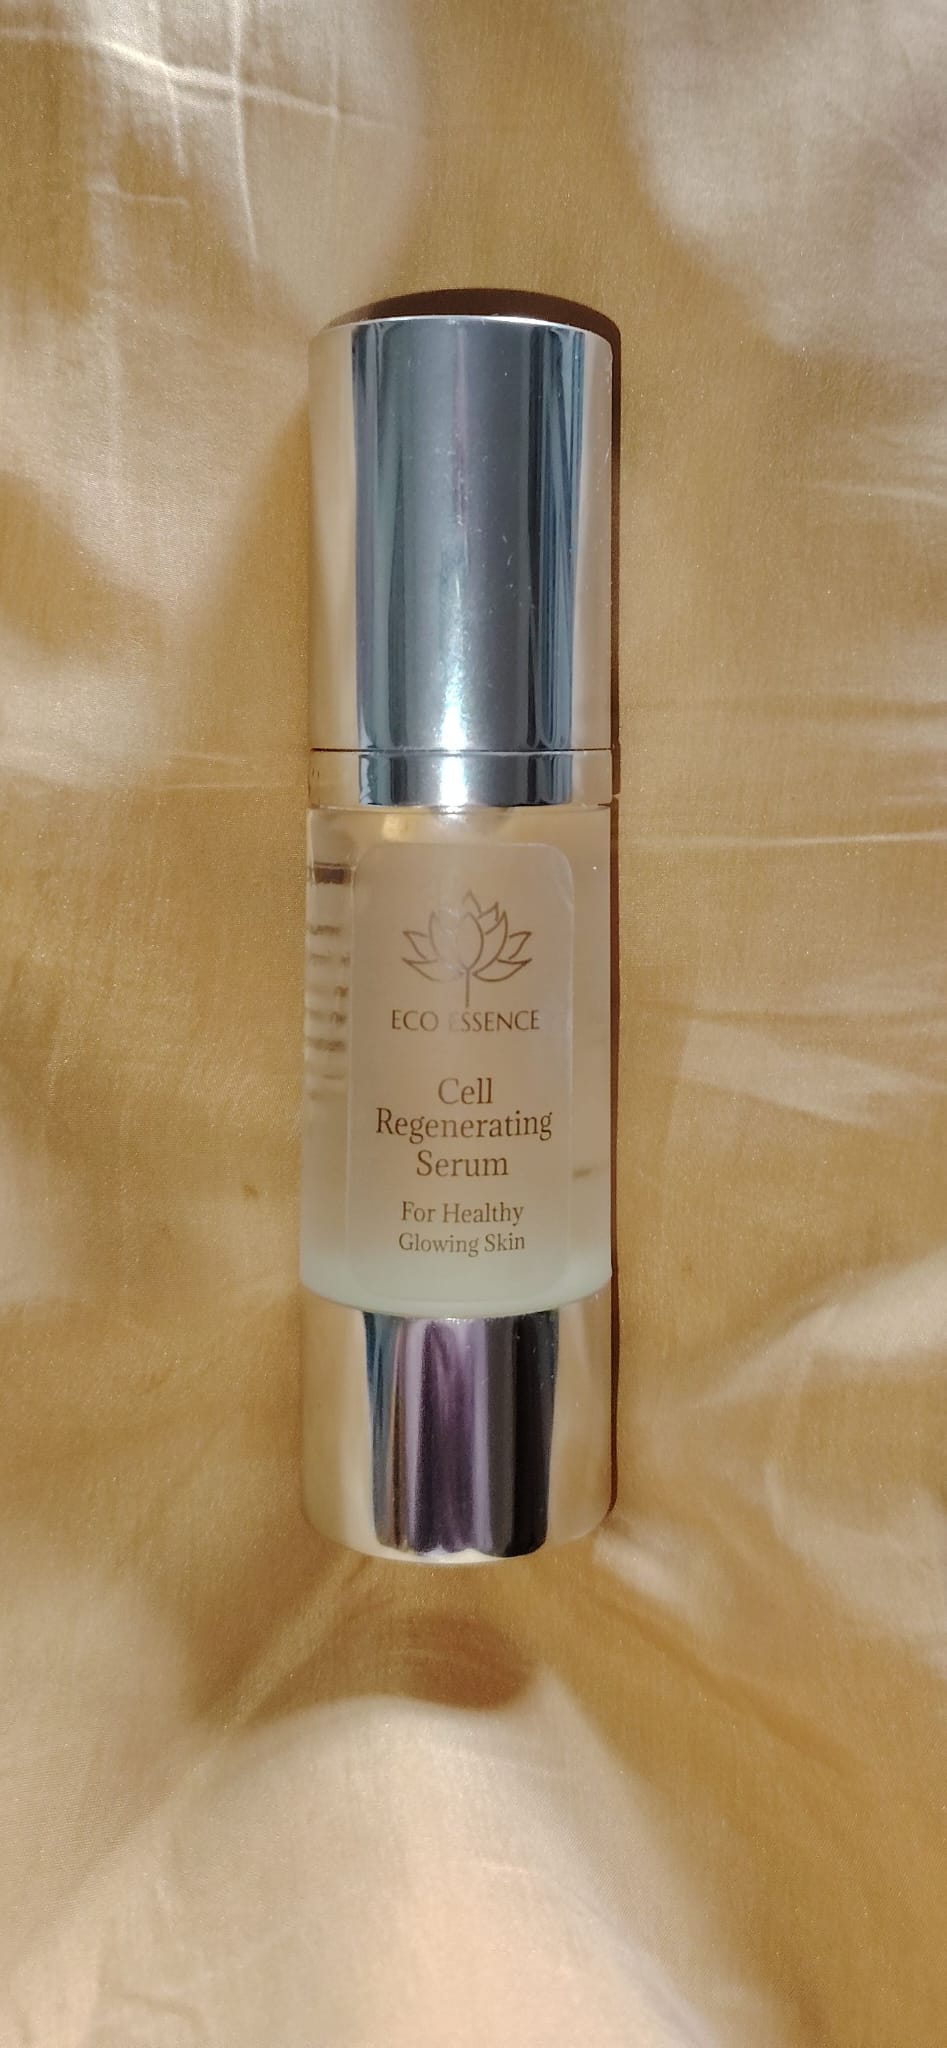 ECO ESSENCE
Cell
Regenerating
Serum
For Healthy
Glowing Skin